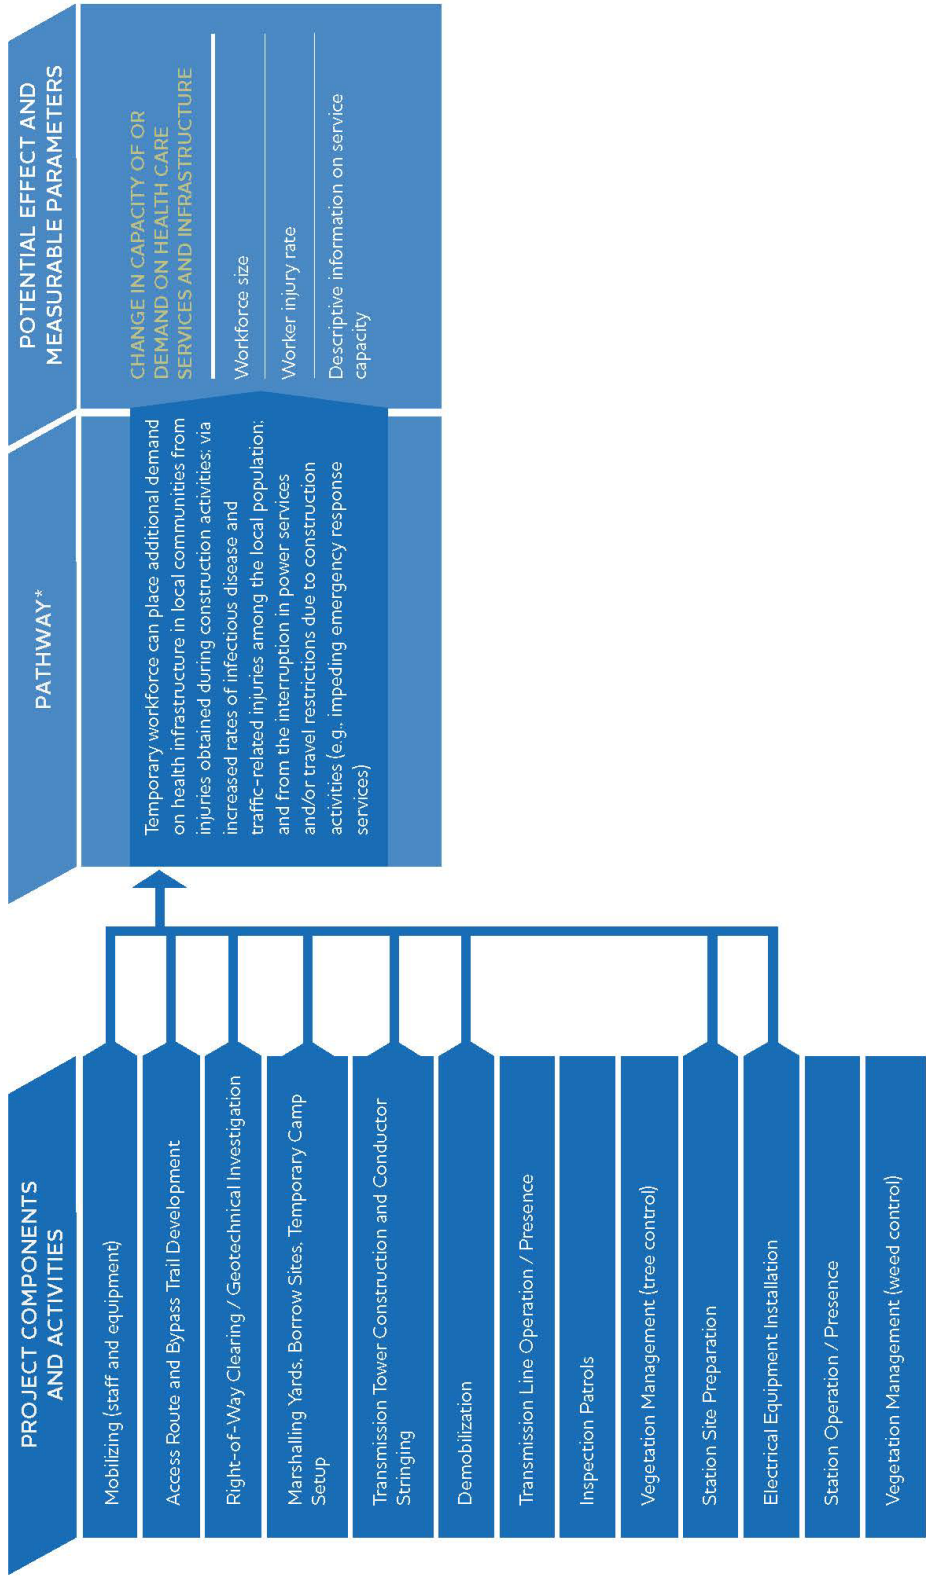 PROJECT COMPONENTS
AND ACTIVITIES
Mobilizing (staff and equipment)
Access Route and Bypass Trail Development
Right-of-Way Clearing / Geotechnical Investigation
Marshalling Yards, Borrow Sites, Temporary Camp
Setup
Transmission Tower Construction and Conductor
Stringing
Demobilization
Transmission Line Operation / Presence
Inspection Patrols
Vegetation Management (tree control)
Station Site Preparation
Electrical Equipment Installation
Station Operation / Presence
Vegetation Management (weed control)
PATHWAY*
Temporary workforce can place additional demand
on health infrastructure in local communities from
injuries obtained during construction activities; via
increased rates of infectious disease and
traffic-related injuries among the local population;
and from the interruption in power services
and/or travel restrictions due to construction
activities (e.g., impeding emergency response
services)
POTENTIAL EFFECT AND
MEASURABLE PARAMETERS
CHANGE IN CAPACITY OF OR
DEMAND ON HEALTH CARE
SERVICES AND INFRASTRUCTURE
Workforce size
Worker injury rate
Descriptive information on service
capacity